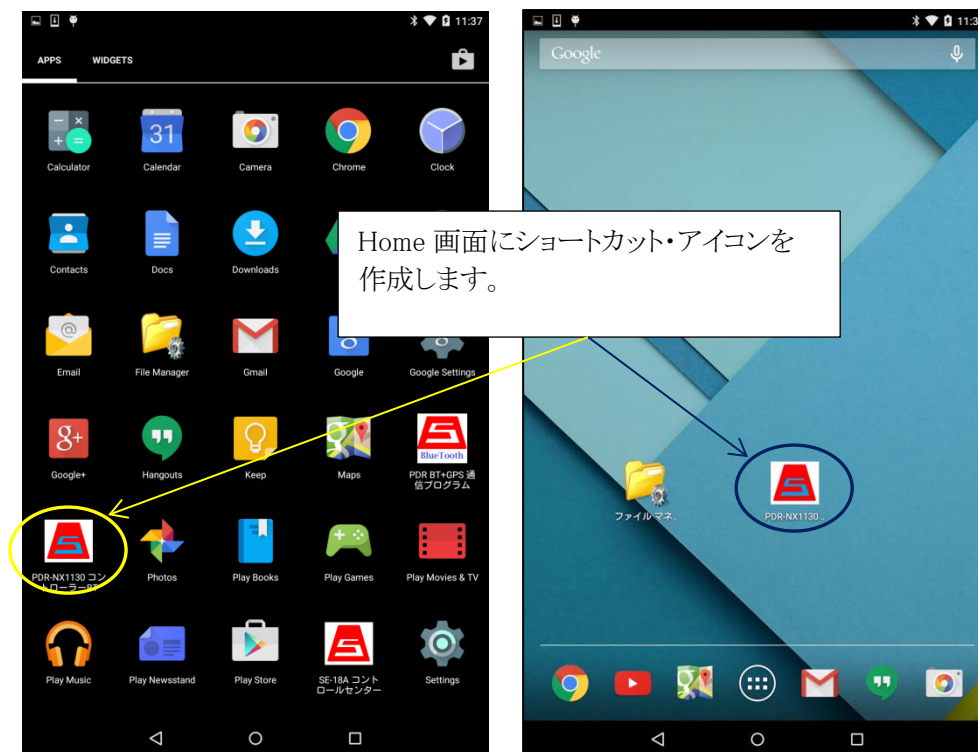 11:37
APPS WIDGETS
31
Calculator Calendar Camera Chrome Clock
Contacts Docs Downloads
Email File Manager Gmail Google Google Settings
g+
BlueTooth
Google+ Hangouts Keep Maps PDR BT+GPS 通
信プログラム
PDR-NX1130 コン
トローラーBT
Photos Play Books Play Games Play Movies & TV
Play Music Play Newsstand Play Store SE-18A コント
ロールセンター
Settings
Home 画面にショートカット・アイコンを
作成します。
11:3
Google
ファイル マネ..
PDR-NX1130 ..